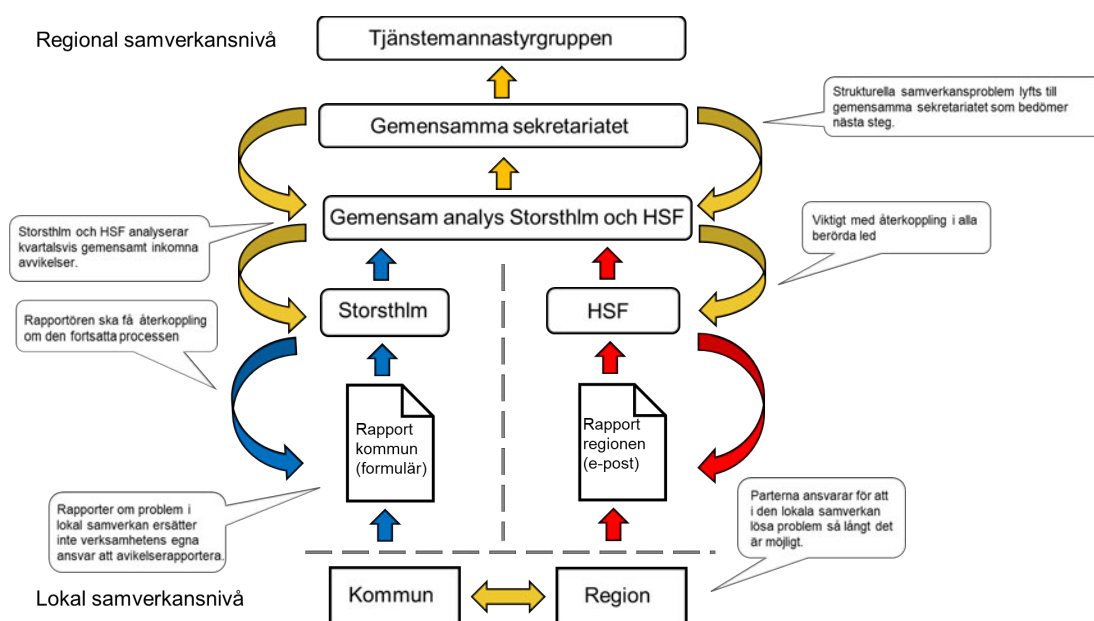 Regional samverkansnivå
Tjänstemannastyrgruppen
Strukturella samverkansproblem lyfts till
gemensamma sekretariatet som bedömer
nästa steg.
Gemensamma sekretariatet
Gemensam analys Storsthlm och HSF
Storsthlm och HSF analyserar
kvartalsvis gemensamt inkomna
avvikelser.
Viktigt med återkoppling i alla
berörda led
Storsthlm
HSF
Rapportören ska få återkoppling
om den fortsatta processen
Rapport
kommun
(formulär)
Rapport
regionen
(e-post)
Rapporter om problem i
lokal samverkan ersätter
inte verksamhetens egna
ansvar att avikelserapportera.
Parterna ansvarar för att
i den lokala samverkan
lösa problem så långt det
är möjligt.
Kommun
Region
Lokal samverkansnivå